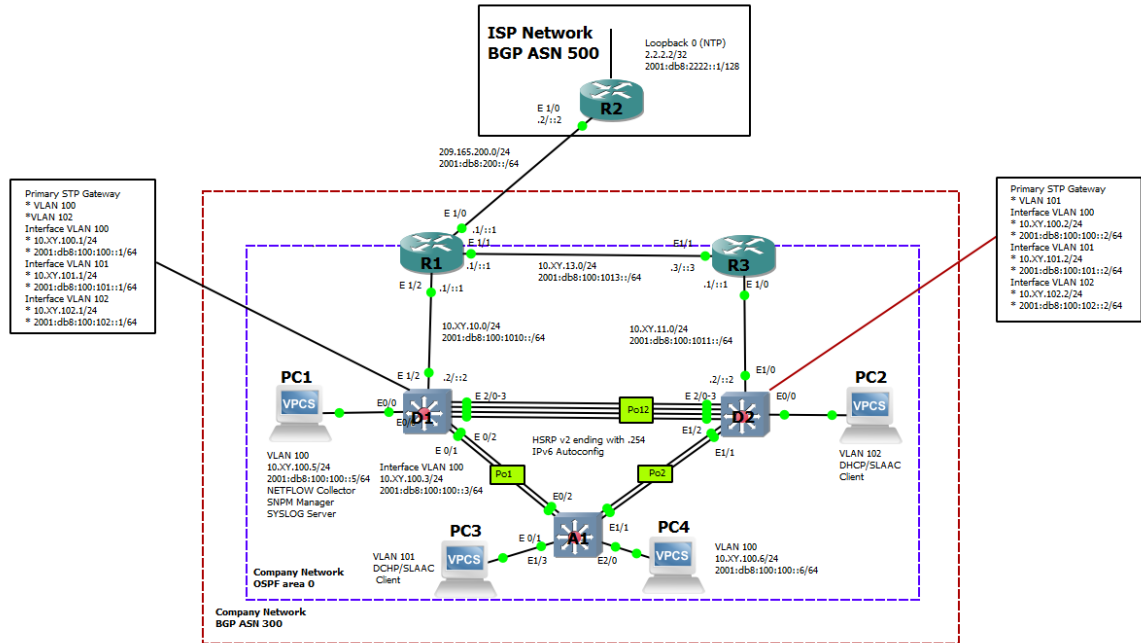 ISP Network
BGP ASN 500
Loopback 0 (NTP)
2.2.2.2/32
2001:db8:2222::1/128
R2
E 1/0
.2/::2
209.165.200.0/24
2001:db8:200::/64
Primary STP Gateway
* VLAN 100
*VLAN 102
Interface VLAN 100
* 10.XY.100.1/24
* 2001:db8:100:100::1/64
Interface VLAN 101
* 10.XY.101.1/24
* 2001:db8:100:101::1/64
Interface VLAN 102
* 10.XY.102.1/24
* 2001:db8:100:102::1/64
Primary STP Gateway
* VLAN 101
Interface VLAN 100
* 10.XY.100.2/24
* 2001:db8:100:100::2/64
Interface VLAN 101
* 10.XY.101.2/24
* 2001:db8:100:101::2/64
Interface VLAN 102
* 10.XY.102.2/24
* 2001:db8:100:102::2/64
E 1/0
.1/::1
E 1/1
.1/::1
R1
E 1/2
.1/::1
10.XY.13.0/24
2001:db8:100:1013::/64
E1/1
.3/::3
R3
.1/::1
E 1/0
10.XY.10.0/24
2001:db8:100:1010::/64
10.XY.11.0/24
2001:db8:100:1011::/64
E 1/2
.2/::2
E1/0
.2/::2
PC1
VPCS
E0/0
E0/0
D1
E 2/0-3
Po12
E 2/0-3
D2
E0/0
PC2
VPCS
E 0/2
E 0/1
HSRP v2 ending with .254
IPv6 Autoconfig
E1/2
E1/1
VLAN 100
10.XY.100.5/24
2001:db8:100:100::5/64
NETFLOW Collector
SNPM Manager
SYSLOG Server
Interface VLAN 100
10.XY.100.3/24
2001:db8:100:100::3/64
VLAN 102
DHCP/SLAAC
Client
Po1
Po2
E0/2
E 0/1
A1
E1/1
PC3
VPCS
VLAN 101
DCHP/SLAAC
Client
E1/3
E2/0
PC4
VPCS
VLAN 100
10.XY.100.6/24
2001:db8:100:100::6/64
Company Network
OSPF area 0
Company Network
BGP ASN 300